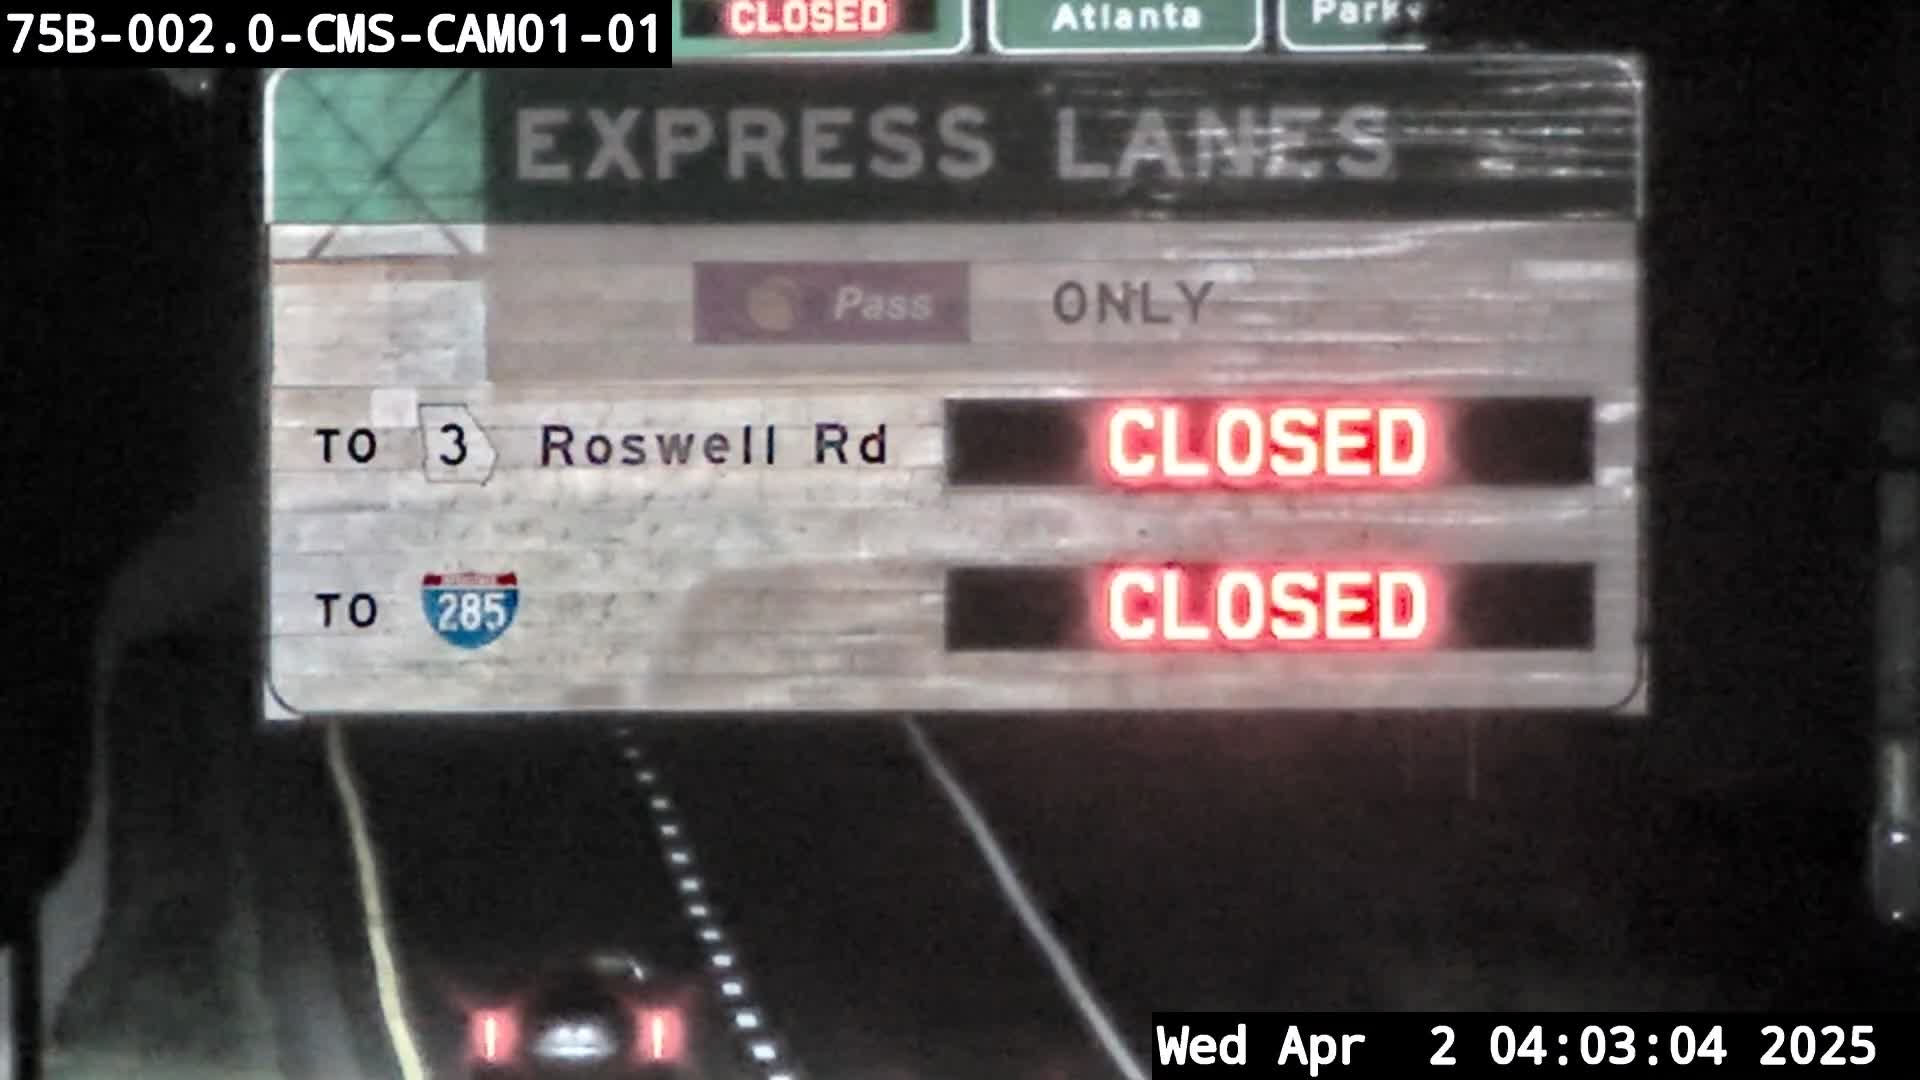 75B-002.0-CMS-CAM01-01
CLOSED
Atlanta
EXPRESS LANES
Pass ONLY
TO 3 Roswell Rd CLOSED
TO 285 CLOSED
Wed Apr 2 04:03:04 2025